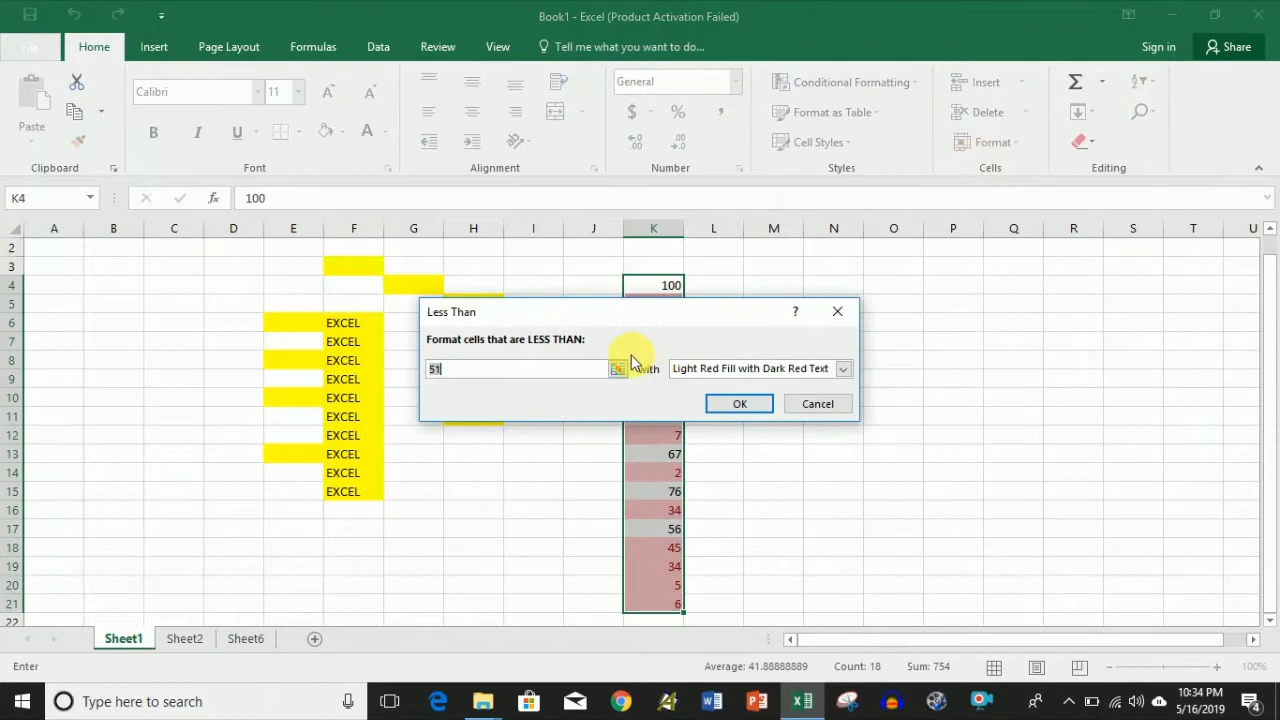 Book1 - Excel (Product Activation Failed)
File Home Insert Page Layout Formulas Data Review View Tell me what you want to do... Sign in Share
Calibri 11 General Conditional Formatting Insert
Paste Format as Table Delete
Cell Styles Format
Clipboard Font Alignment Number Styles Cells Editing
K4 fx 100
A B C D E F G H I J K L M N O P Q R S T U
2
3
4 100
5
Less Than
Format cells that are LESS THAN:
51 with Light Red Fill with Dark Red Text
OK Cancel
6 EXCEL
7 EXCEL
8 EXCEL
9 EXCEL
10 EXCEL
11 EXCEL
12 EXCEL 7
13 EXCEL 67
14 EXCEL 2
15 EXCEL 76
16 34
17 56
18 45
19 34
20 5
21 6
22
Sheet1 Sheet2 Sheet6
Enter Average: 41.88888889 Count: 18 Sum: 754 100%
Type here to search 10:34 PM
5/16/2019 4